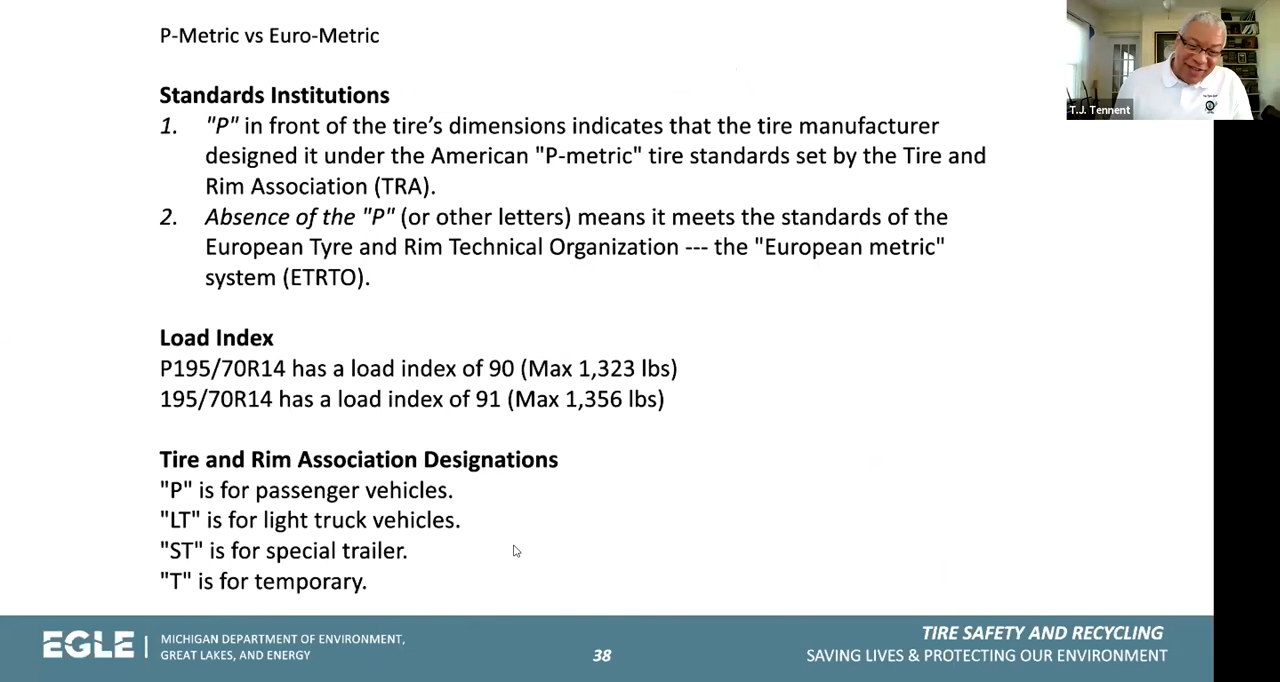 P-Metric vs Euro-Metric
Standards Institutions
1. "P" in front of the tire's dimensions indicates that the tire manufacturer
designed it under the American "P-metric" tire standards set by the Tire and
Rim Association (TRA).
2. Absence of the "P" (or other letters) means it meets the standards of the
European Tyre and Rim Technical Organization --- the "European metric"
system (ETRTO).
Load Index
P195/70R14 has a load index of 90 (Max 1,323 lbs)
195/70R14 has a load index of 91 (Max 1,356 lbs)
Tire and Rim Association Designations
"P" is for passenger vehicles.
"LT" is for light truck vehicles.
"ST" is for special trailer.
"T" is for temporary.
T.J. Tennent
EGLE
MICHIGAN DEPARTMENT OF ENVIRONMENT,
GREAT LAKES, AND ENERGY
38
TIRE SAFETY AND RECYCLING
SAVING LIVES & PROTECTING OUR ENVIRONMENT